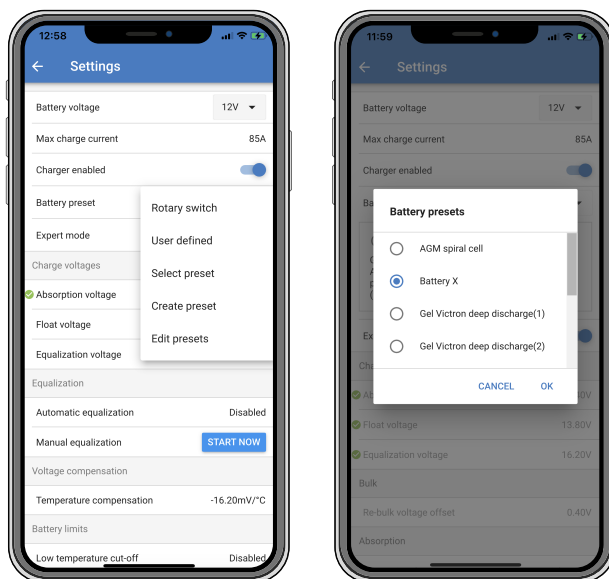 12:58
Settings
Battery voltage 12V
Max charge current 85A
Charger enabled
Battery preset
Expert mode
Rotary switch
User defined
Select preset
Create preset
Edit presets
Charge voltages
Absorption voltage
Float voltage
Equalization voltage
Equalization
Automatic equalization Disabled
Manual equalization START NOW
Voltage compensation
Temperature compensation -16.20mV/°C
Battery limits
Low temperature cut-off Disabled
11:59
Settings
Battery voltage 12V
Max charge current 85A
Charger enabled
Ba
Battery presets
AGM spiral cell
Battery X
Gel Victron deep discharge(1)
Gel Victron deep discharge(2)
CANCEL OK
Ex
Cha
Float voltage 13.80V
Equalization voltage 16.20V
Bulk
Re-bulk voltage offset 0.40V
Absorption